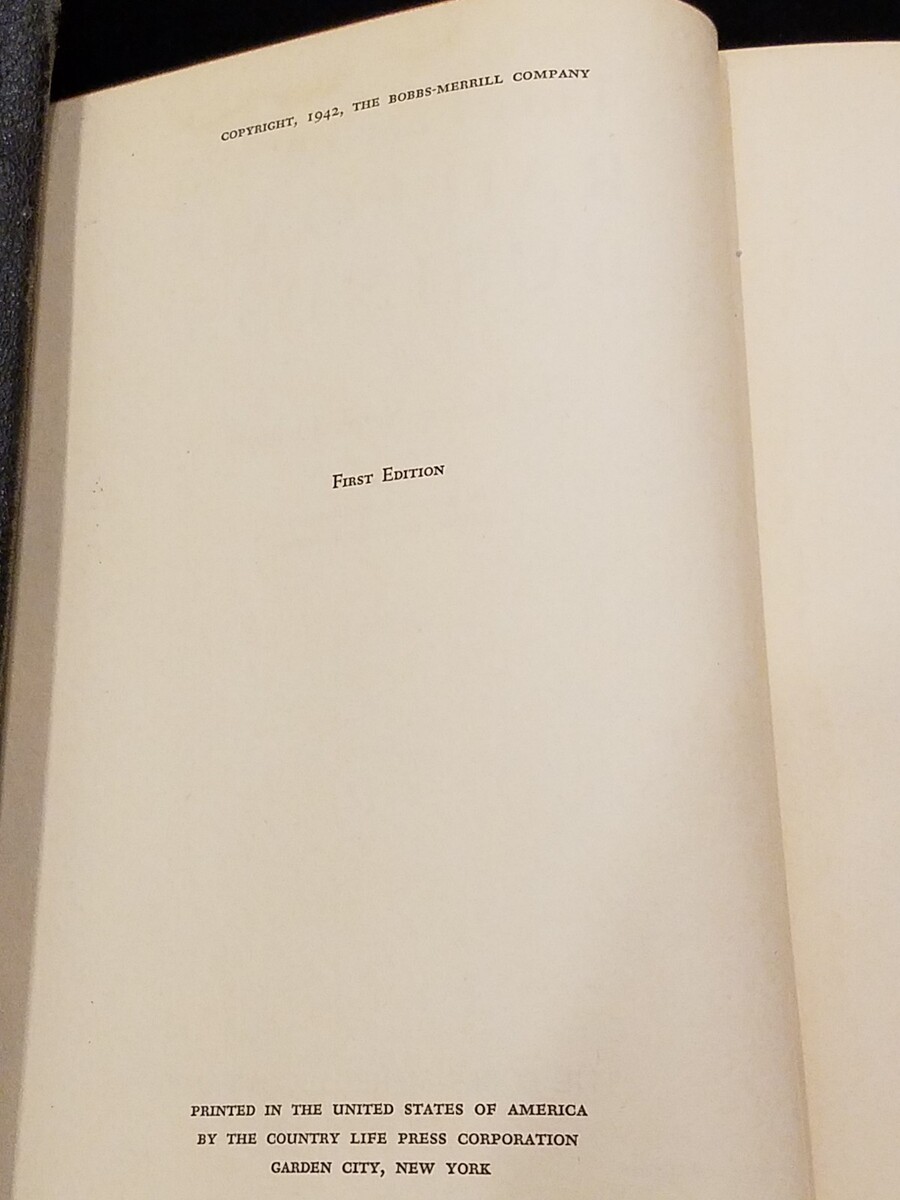 COPYRIGHT, 1942, THE BOBBS-MERRILL COMPANY
First Edition
PRINTED IN THE UNITED STATES OF AMERICA
BY THE COUNTRY LIFE PRESS CORPORATION
GARDEN CITY, NEW YORK